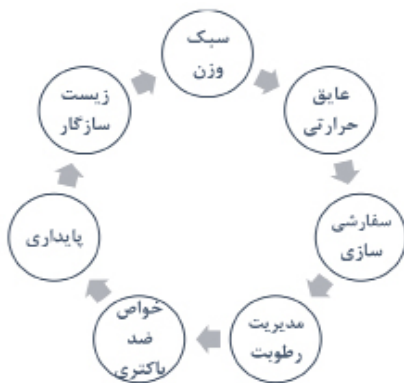 سبک
وزن
عایق
حرارتی
سفارشی
سازی
مدیریت
رطوبت
خواص
ضد
باکتری
پایداری
زیست
سازگار